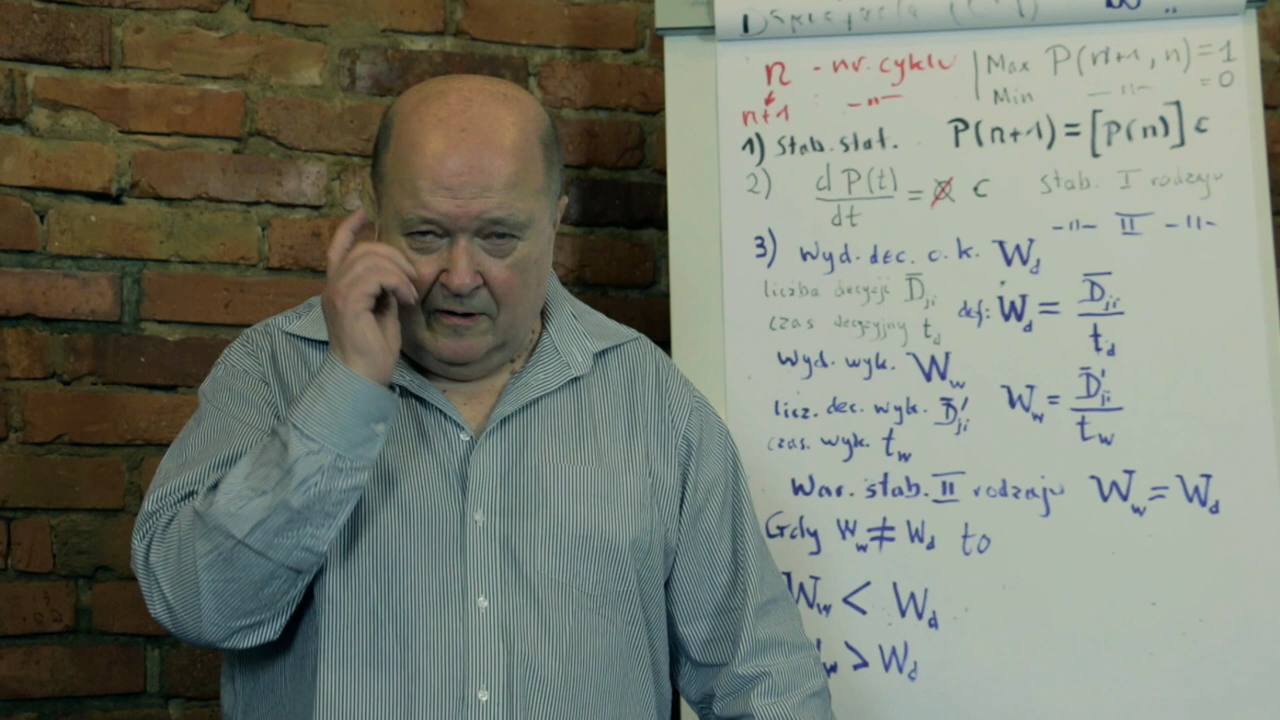 n - nr. cyklu | Max P(n+1, n) = 1
n+1 -"- Min -"- = 0
1) Stab. stat. P(n+1) = [P(n)] c
2) dP(t)/dt = c stab. I rodzaju
-"- II -"-
3) Wyd. dec. o. k. W_d
liczba decyzji D̄_ji def: W_d = D̄_ji / t_d
czas decyzyjny t_d
Wyd. wyk. W_w
licz. dec. wyk. D̄'_ji W_w = D̄'_ji / t_w
czas. wyk. t_w
War. stab. II rodzaju W_w = W_d
Gdy W_w ≠ W_d to
W_w < W_d
w > W_d